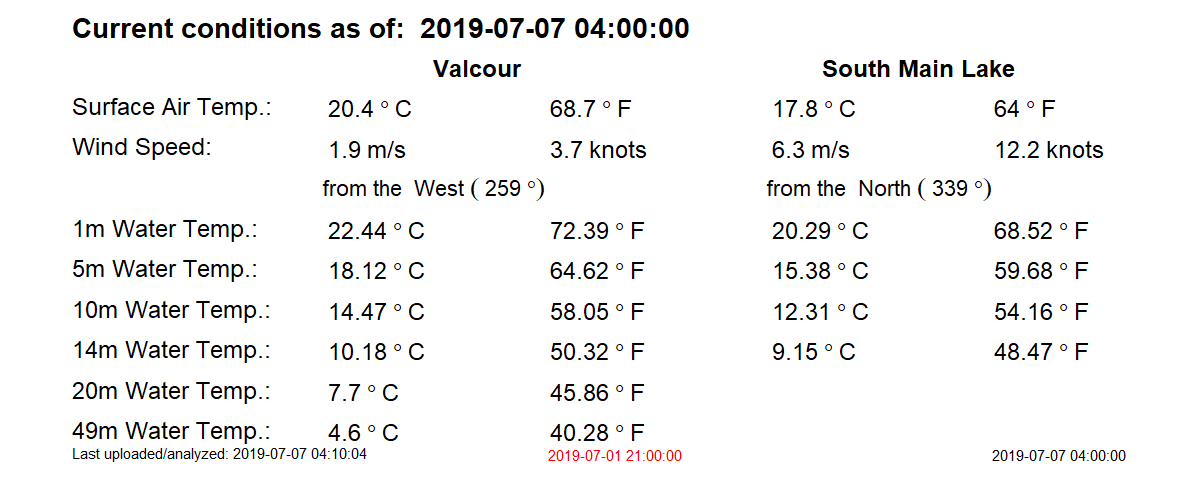 Current conditions as of: 2019-07-07 04:00:00
Valcour South Main Lake
Surface Air Temp.: 20.4 ° C 68.7 ° F 17.8 ° C 64 ° F
Wind Speed: 1.9 m/s 3.7 knots 6.3 m/s 12.2 knots
from the West ( 259 °) from the North ( 339 °)
1m Water Temp.: 22.44 ° C 72.39 ° F 20.29 ° C 68.52 ° F
5m Water Temp.: 18.12 ° C 64.62 ° F 15.38 ° C 59.68 ° F
10m Water Temp.: 14.47 ° C 58.05 ° F 12.31 ° C 54.16 ° F
14m Water Temp.: 10.18 ° C 50.32 ° F 9.15 ° C 48.47 ° F
20m Water Temp.: 7.7 ° C 45.86 ° F
49m Water Temp.: 4.6 ° C 40.28 ° F
Last uploaded/analyzed: 2019-07-07 04:10:04 2019-07-01 21:00:00 2019-07-07 04:00:00